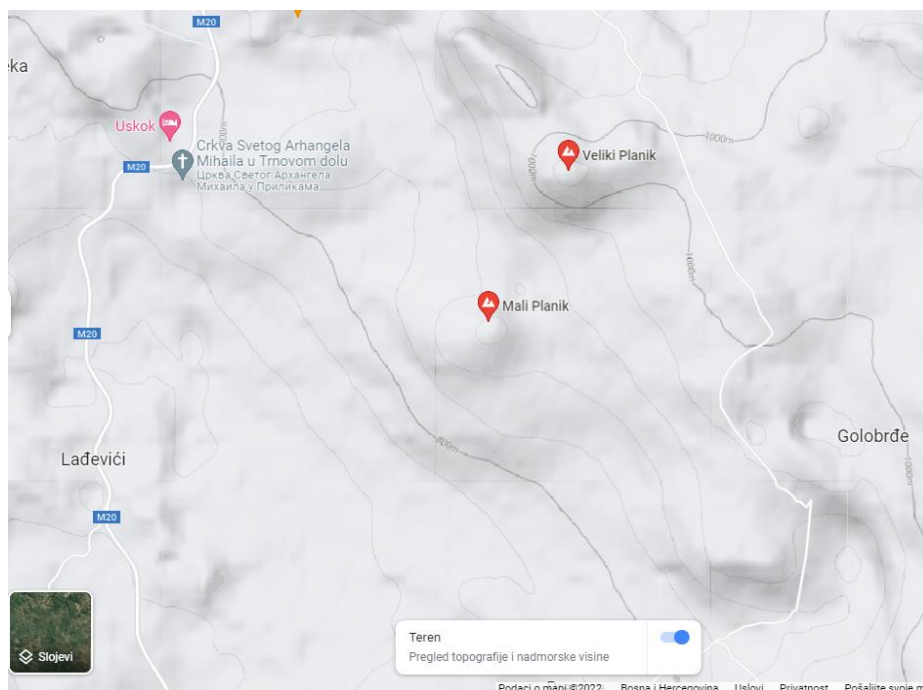 M20
eka
Uskok
Crkva Svetog Arhangela
Mihaila u Trnovom dolu
Црква Светог Архангела
Михаила у Приликама
M20
Veliki Planik
1000m
1000m
1000m
Mali Planik
M20
800m
Golobrđe
Lađevići
1000m
M20
Slojevi
Teren
Pregled topografije i nadmorske visine
Podaci o mapi ©2022 Bosna i Hercegovina Uslovi Privatnost Pošaljite svoje m